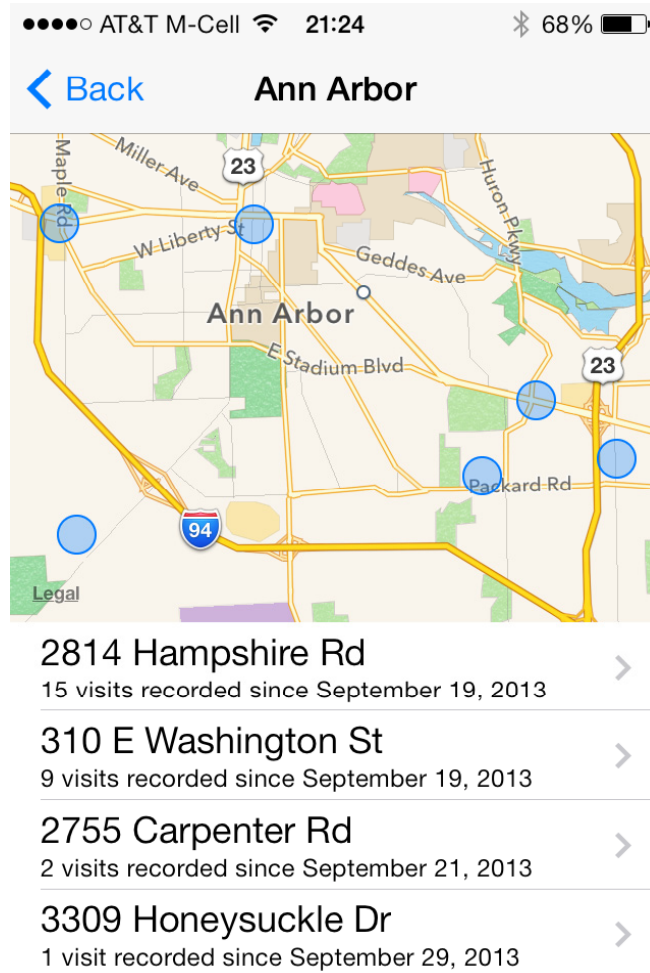 AT&T M-Cell 21:24 68%
Back Ann Arbor
Maple Rd
Miller Ave
23
Huron Pkwy
W Liberty St
Geddes Ave
Ann Arbor
E Stadium Blvd
23
Packard Rd
94
Legal
2814 Hampshire Rd
15 visits recorded since September 19, 2013
310 E Washington St
9 visits recorded since September 19, 2013
2755 Carpenter Rd
2 visits recorded since September 21, 2013
3309 Honeysuckle Dr
1 visit recorded since September 29, 2013